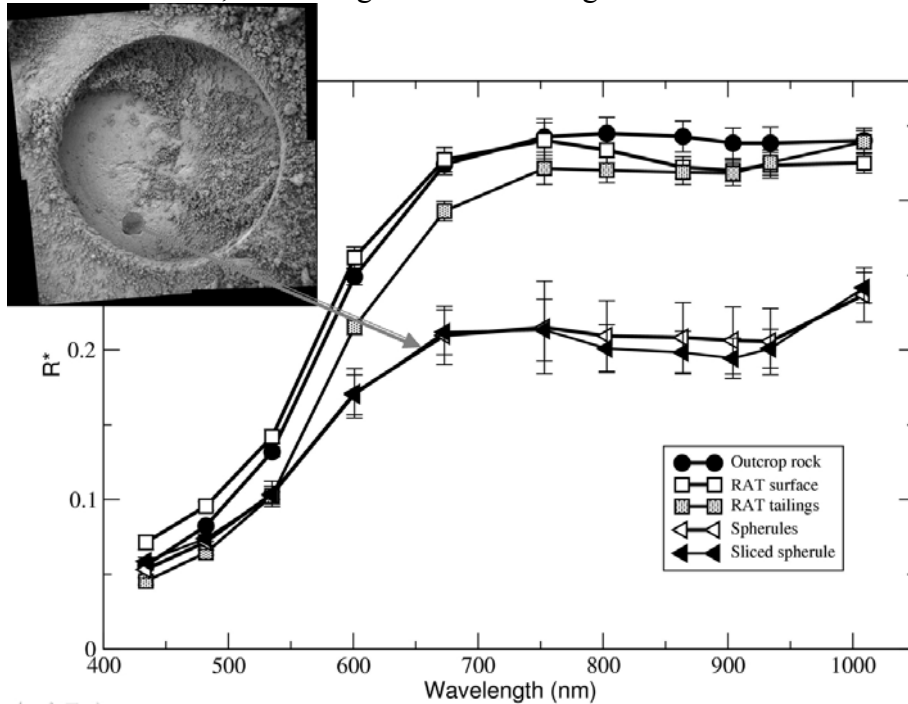 R*
0.2
0.1
0
400 500 600 700 800 900 1000
Wavelength (nm)
Outcrop rock
RAT surface
RAT tailings
Spherules
Sliced spherule